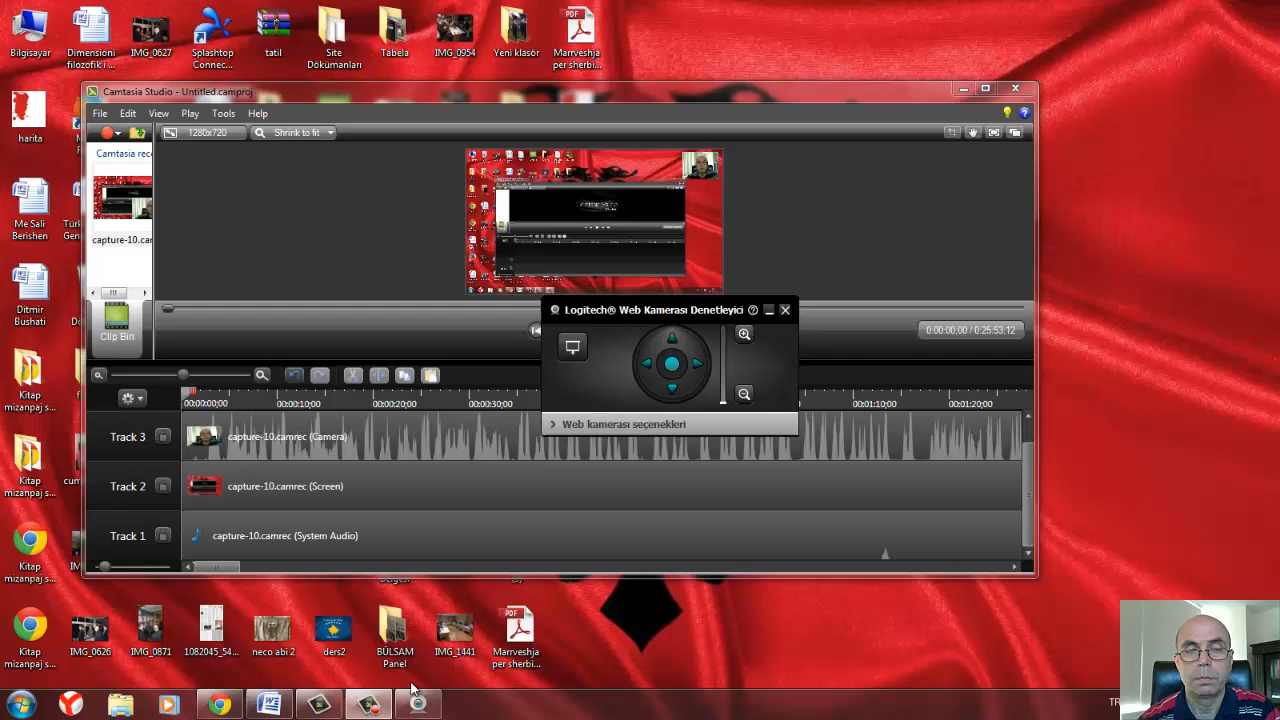 Bilgisayar
Dimensioni
filozofik i ...
IMG_0627
Splashtop
Connec...
tatil
Site
Dökümanları
Tabela
IMG_0954
Yeni klasör
Marrveshja
per sherbi...
harita
Me Sali
Berishen
Ditmir
Bushati
Kitap
mizanpaj s...
Kitap
mizanpaj s...
Camtasia Studio - Untitled.camproj
File
Edit
View
Play
Tools
Help
1280x720
Shrink to fit
Camtasia reco
capture-10.car
Clip Bin
0:00:00;00 / 0:25:53,12
Logitech® Web Kamerası Denetleyici
Web kamerası seçenekleri
00:00:00;00
00:00:10;00
00:00:20;00
00:00:30;00
00:01:10;00
00:01:20;00
Track 3
capture-10.camrec (Camera)
Track 2
capture-10.camrec (Screen)
Track 1
capture-10.camrec (System Audio)
Kitap
mizanpaj s...
IMG_0626
IMG_0871
1082045_54...
neco abi 2
ders2
BÜLSAM
Panel
IMG_1441
Marrveshja
per sherbi...
TR